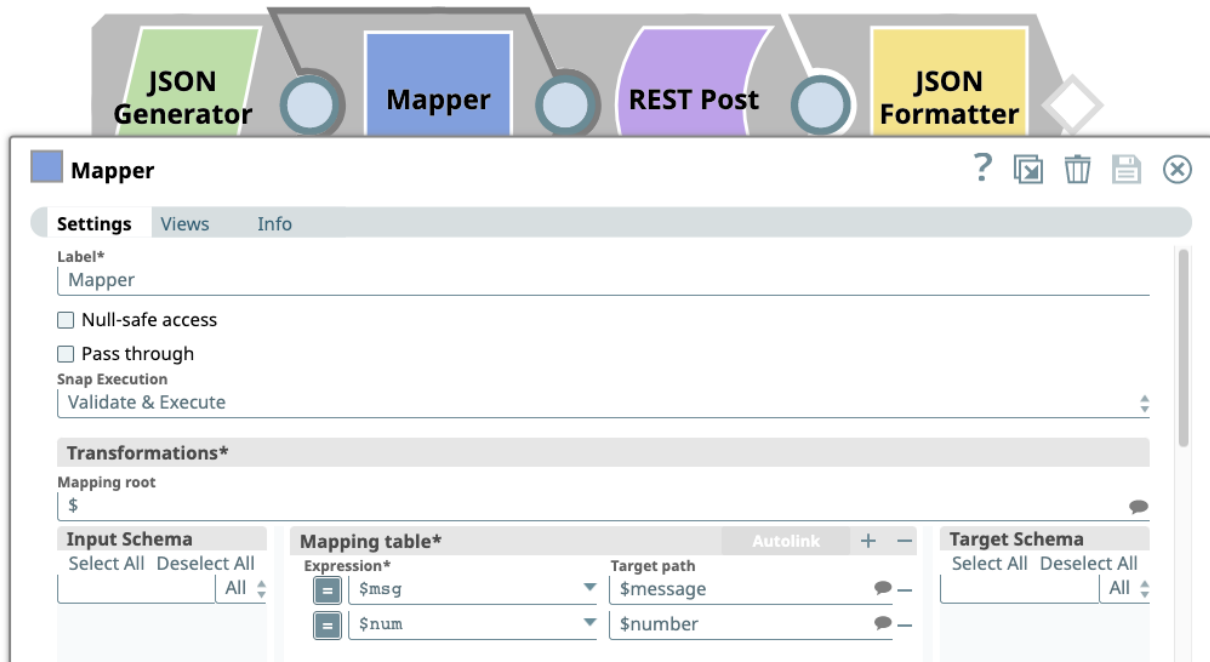 JSON Generator
Mapper
REST Post
JSON Formatter
Mapper
?
Settings Views Info
Label*
Mapper
Null-safe access
Pass through
Snap Execution
Validate & Execute
Transformations*
Mapping root
$
Input Schema
Select All Deselect All
All
Mapping table* Autolink + −
Expression* Target path
= $msg $message −
= $num $number −
Target Schema
Select All Deselect All
All